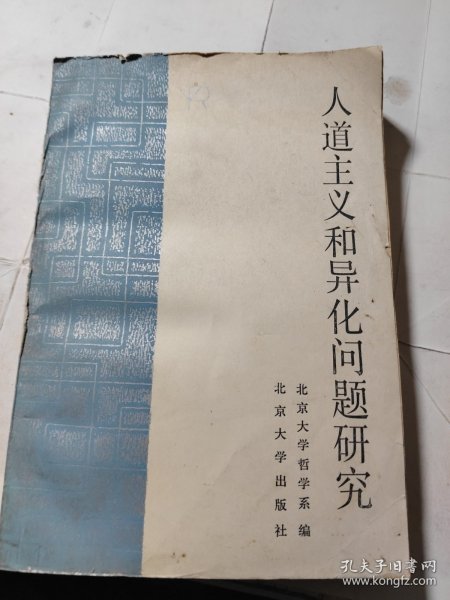 人道主义和异化问题研究
北京大学哲学系编
北京大学出版社
孔夫子旧书网
www.kongfz.com